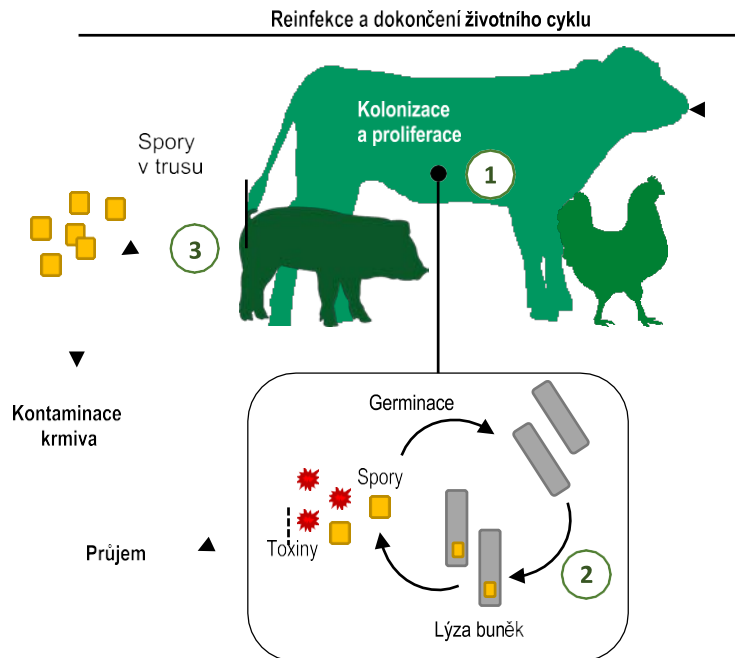 Reinfekce a dokončení životního cyklu
Kolonizace
a proliferace
1
Spory
v trusu
3
Kontaminace
krmiva
Germinace
Spory
Toxiny
Průjem
2
Lýza buněk